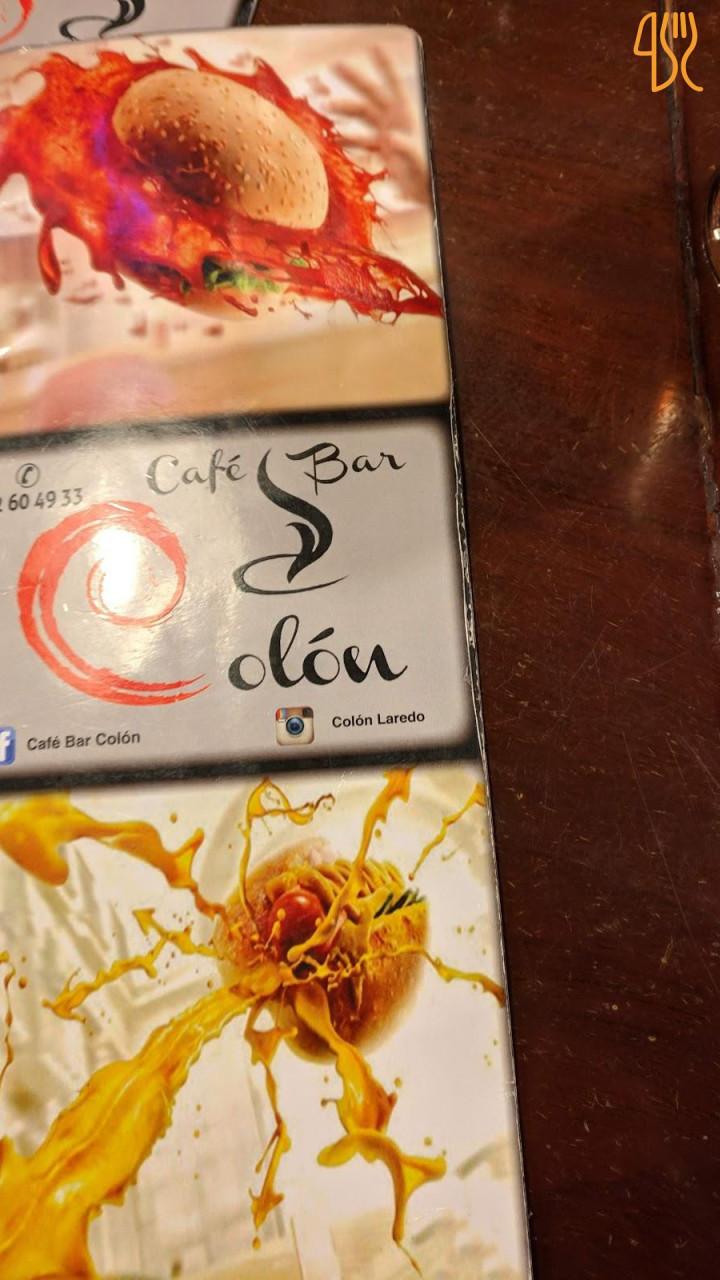 Café Bar
2 60 49 33
Colón
Café Bar Colón
Colón Laredo